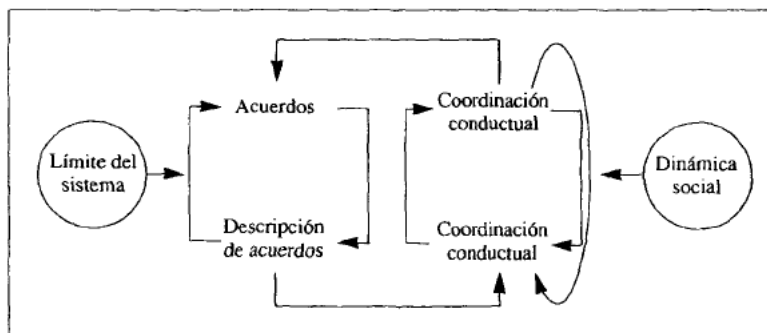 Acuerdos
Coordinación
conductual
Límite del
sistema
Dinámica
social
Descripción
de acuerdos
Coordinación
conductual